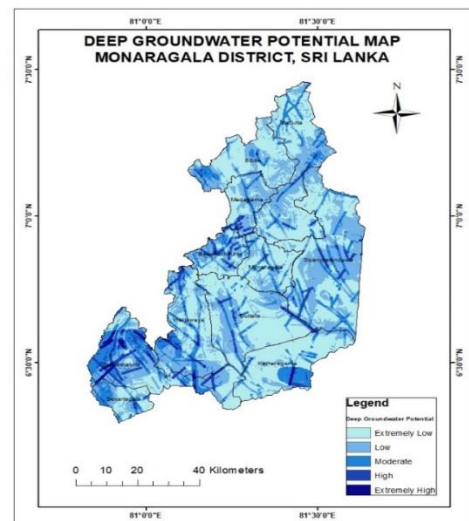 81°0'0"E 81°30'0"E
DEEP GROUNDWATER POTENTIAL MAP
MONARAGALA DISTRICT, SRI LANKA
N
7°30'0"N 7°30'0"N
7°0'0"N 7°0'0"N
6°30'0"N 6°30'0"N
Legend
Deep Groundwater Potential
Extremely Low
Low
Moderate
High
Extremely High
0 10 20 40 Kilometers
81°0'0"E 81°30'0"E